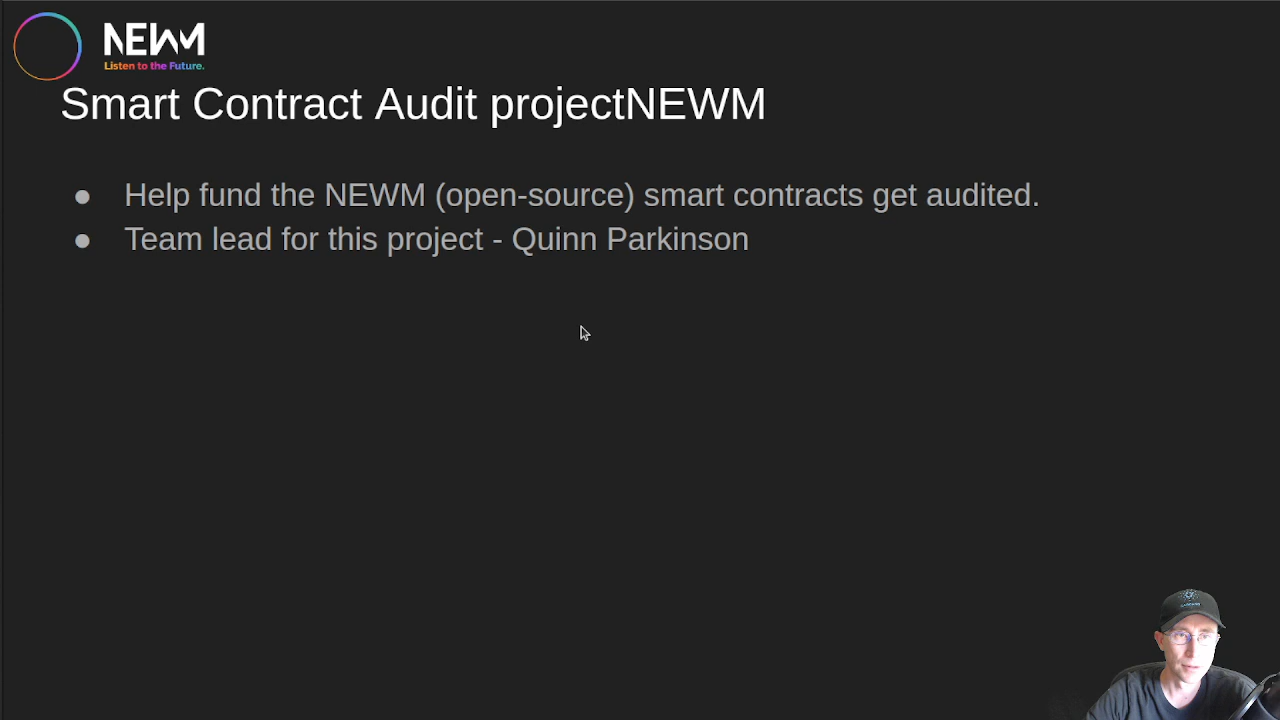 NEWM
Listen to the Future.
Smart Contract Audit projectNEWM
● Help fund the NEWM (open-source) smart contracts get audited.
● Team lead for this project - Quinn Parkinson